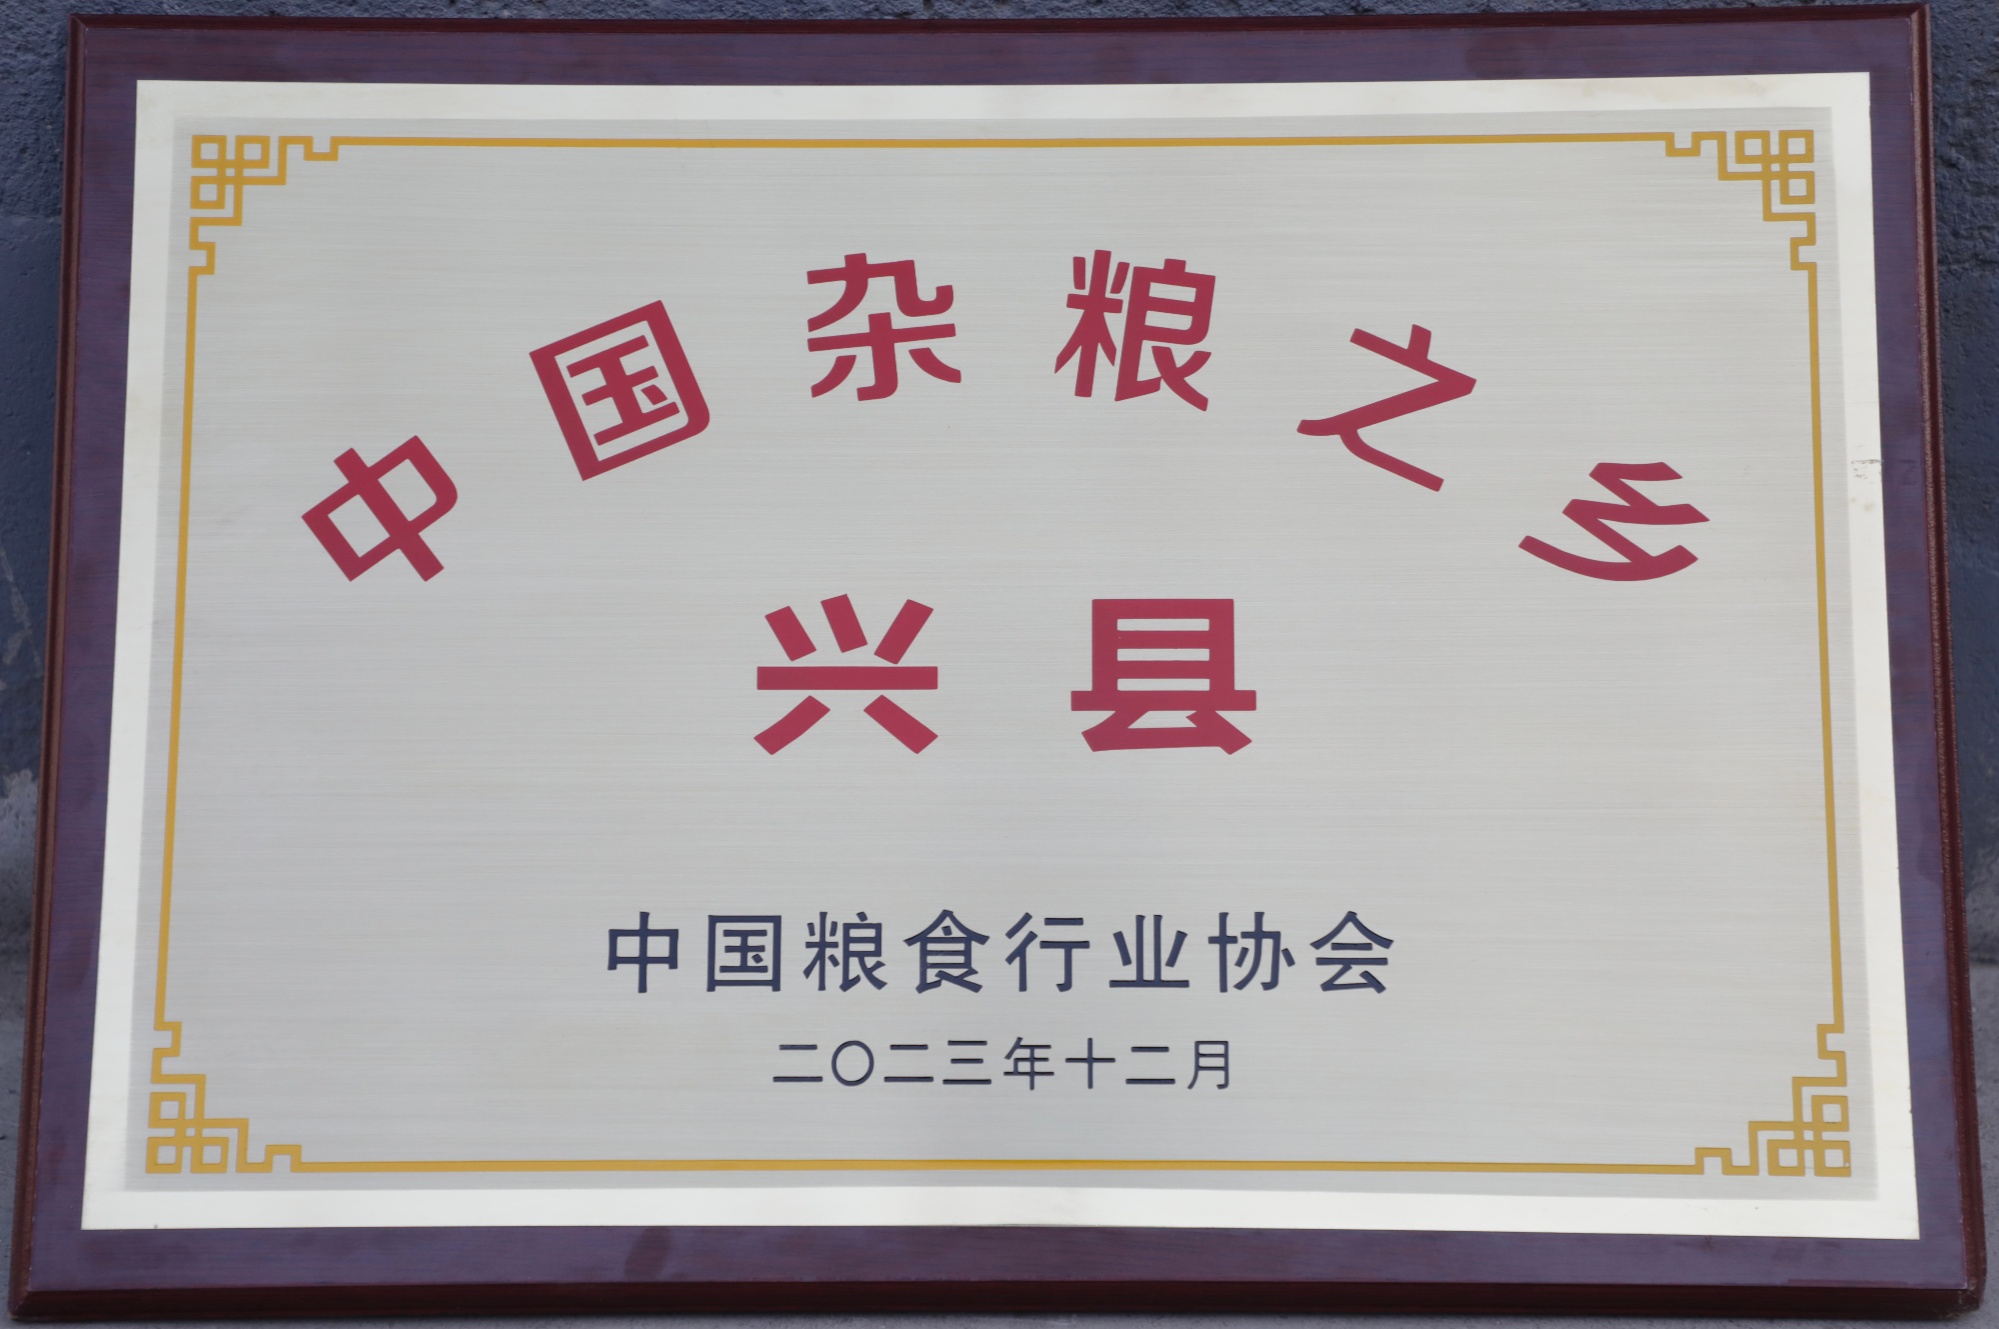 中国杂粮之乡
兴县
中国粮食行业协会
二〇二三年十二月